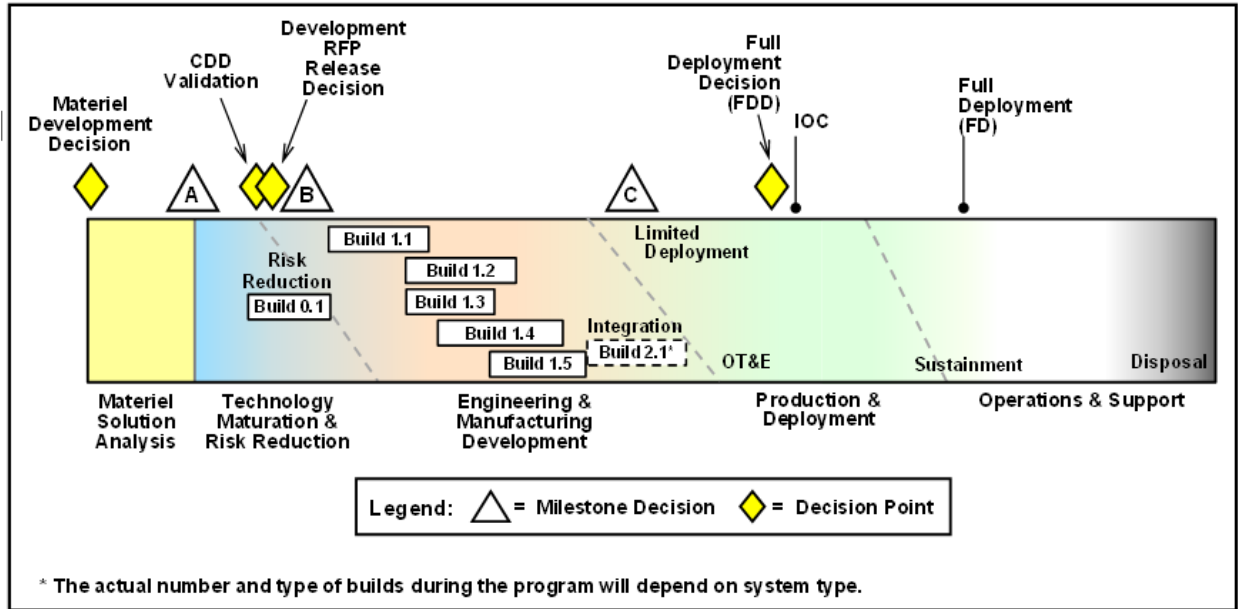 Materiel
Development
Decision
CDD
Validation
Development
RFP
Release
Decision
Full
Deployment
Decision
(FDD)
IOC
Full
Deployment
(FD)
A
B
C
Risk
Reduction
Build 0.1
Build 1.1
Build 1.2
Build 1.3
Build 1.4
Build 1.5
Integration
Build 2.1*
Limited
Deployment
OT&E
Sustainment
Disposal
Materiel
Solution
Analysis
Technology
Maturation &
Risk Reduction
Engineering &
Manufacturing
Development
Production &
Deployment
Operations & Support
Legend: = Milestone Decision = Decision Point
* The actual number and type of builds during the program will depend on system type.